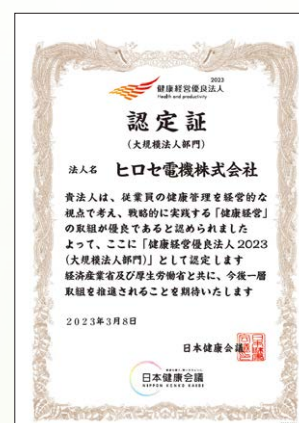 2023
健康経営優良法人
Health and productivity
認定証
(大規模法人部門)
法人名 ヒロセ電機株式会社
貴法人は、従業員の健康管理を経営的な
視点で考え、戦略的に実践する「健康経営」
の取組が優良であると認められました
よって、ここに「健康経営優良法人2023
(大規模法人部門)」として認定します
経済産業省及び厚生労働省と共に、今後一層
取組を推進されることを期待いたします
2023年3月8日
日本健康会議
日本健康会議
NIPPON KENKO KAIGI